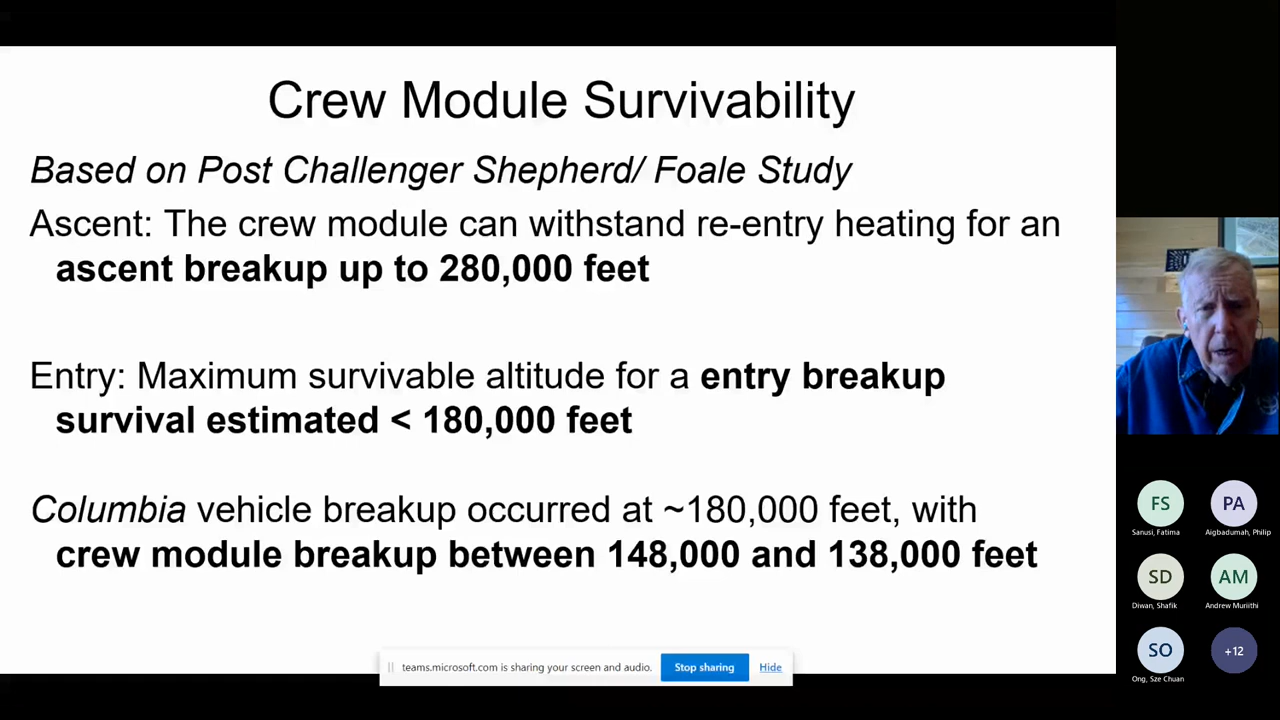 Crew Module Survivability
Based on Post Challenger Shepherd/ Foale Study
Ascent: The crew module can withstand re-entry heating for an
ascent breakup up to 280,000 feet
Entry: Maximum survivable altitude for a entry breakup
survival estimated < 180,000 feet
Columbia vehicle breakup occurred at ~180,000 feet, with
crew module breakup between 148,000 and 138,000 feet
teams.microsoft.com is sharing your screen and audio.
Stop sharing
Hide
FS
PA
Sanusi, Fatima
Aigbadumah, Philip
SD
AM
Diwan, Shafik
Andrew Muriithi
SO
+12
Ong, Sze Chuan